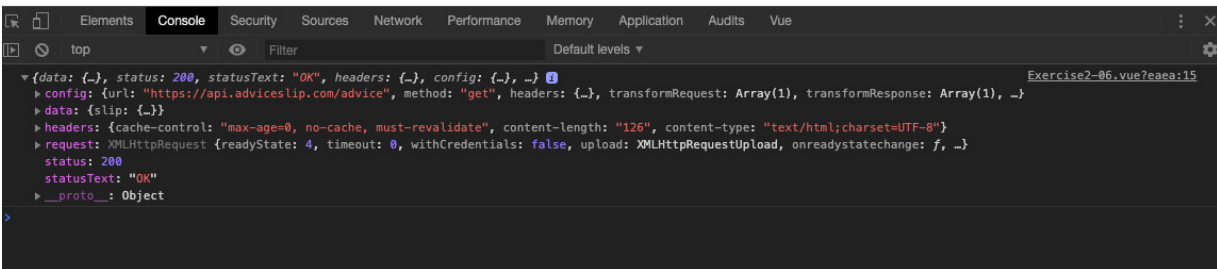 Elements Console Security Sources Network Performance Memory Application Audits Vue
top Filter Default levels ▼
▼{data: {…}, status: 200, statusText: "OK", headers: {…}, config: {…}, …} i Exercise2-06.vue?eaea:15
▶config: {url: "https://api.adviceslip.com/advice", method: "get", headers: {…}, transformRequest: Array(1), transformResponse: Array(1), …}
▶data: {slip: {…}}
▶headers: {cache-control: "max-age=0, no-cache, must-revalidate", content-length: "126", content-type: "text/html;charset=UTF-8"}
▶request: XMLHttpRequest {readyState: 4, timeout: 0, withCredentials: false, upload: XMLHttpRequestUpload, onreadystatechange: ƒ, …}
status: 200
statusText: "OK"
▶__proto__: Object
>